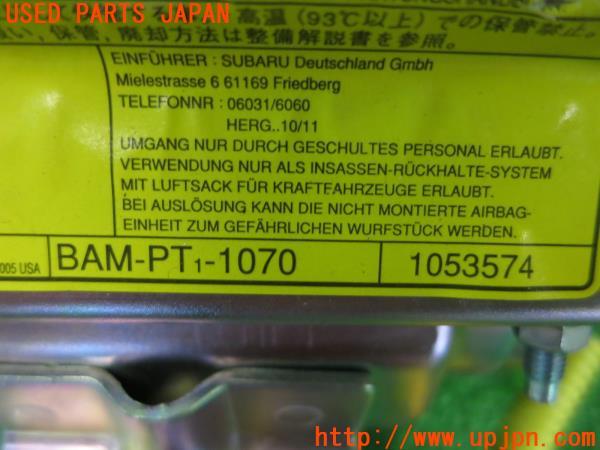 USED PARTS JAPAN
高温(93℃以上)での保管禁止。
扱い,保管,廃却方法は整備解説書を参照。
EINFÜHRER : SUBARU Deutschland Gmbh
Mielestrasse 6 61169 Friedberg
TELEFONNR : 06031/6060
HERG..10/11
UMGANG NUR DURCH GESCHULTES PERSONAL ERLAUBT.
VERWENDUNG NUR ALS INSASSEN-RÜCKHALTE-SYSTEM
MIT LUFTSACK FÜR KRAFTFAHRZEUGE ERLAUBT.
BEI AUSLÖSUNG KANN DIE NICHT MONTIERTE AIRBAG-
EINHEIT ZUM GEFÄHRLICHEN WURFSTÜCK WERDEN.
005 USA BAM-PT1-1070 1053574
http://www.upjpn.com/